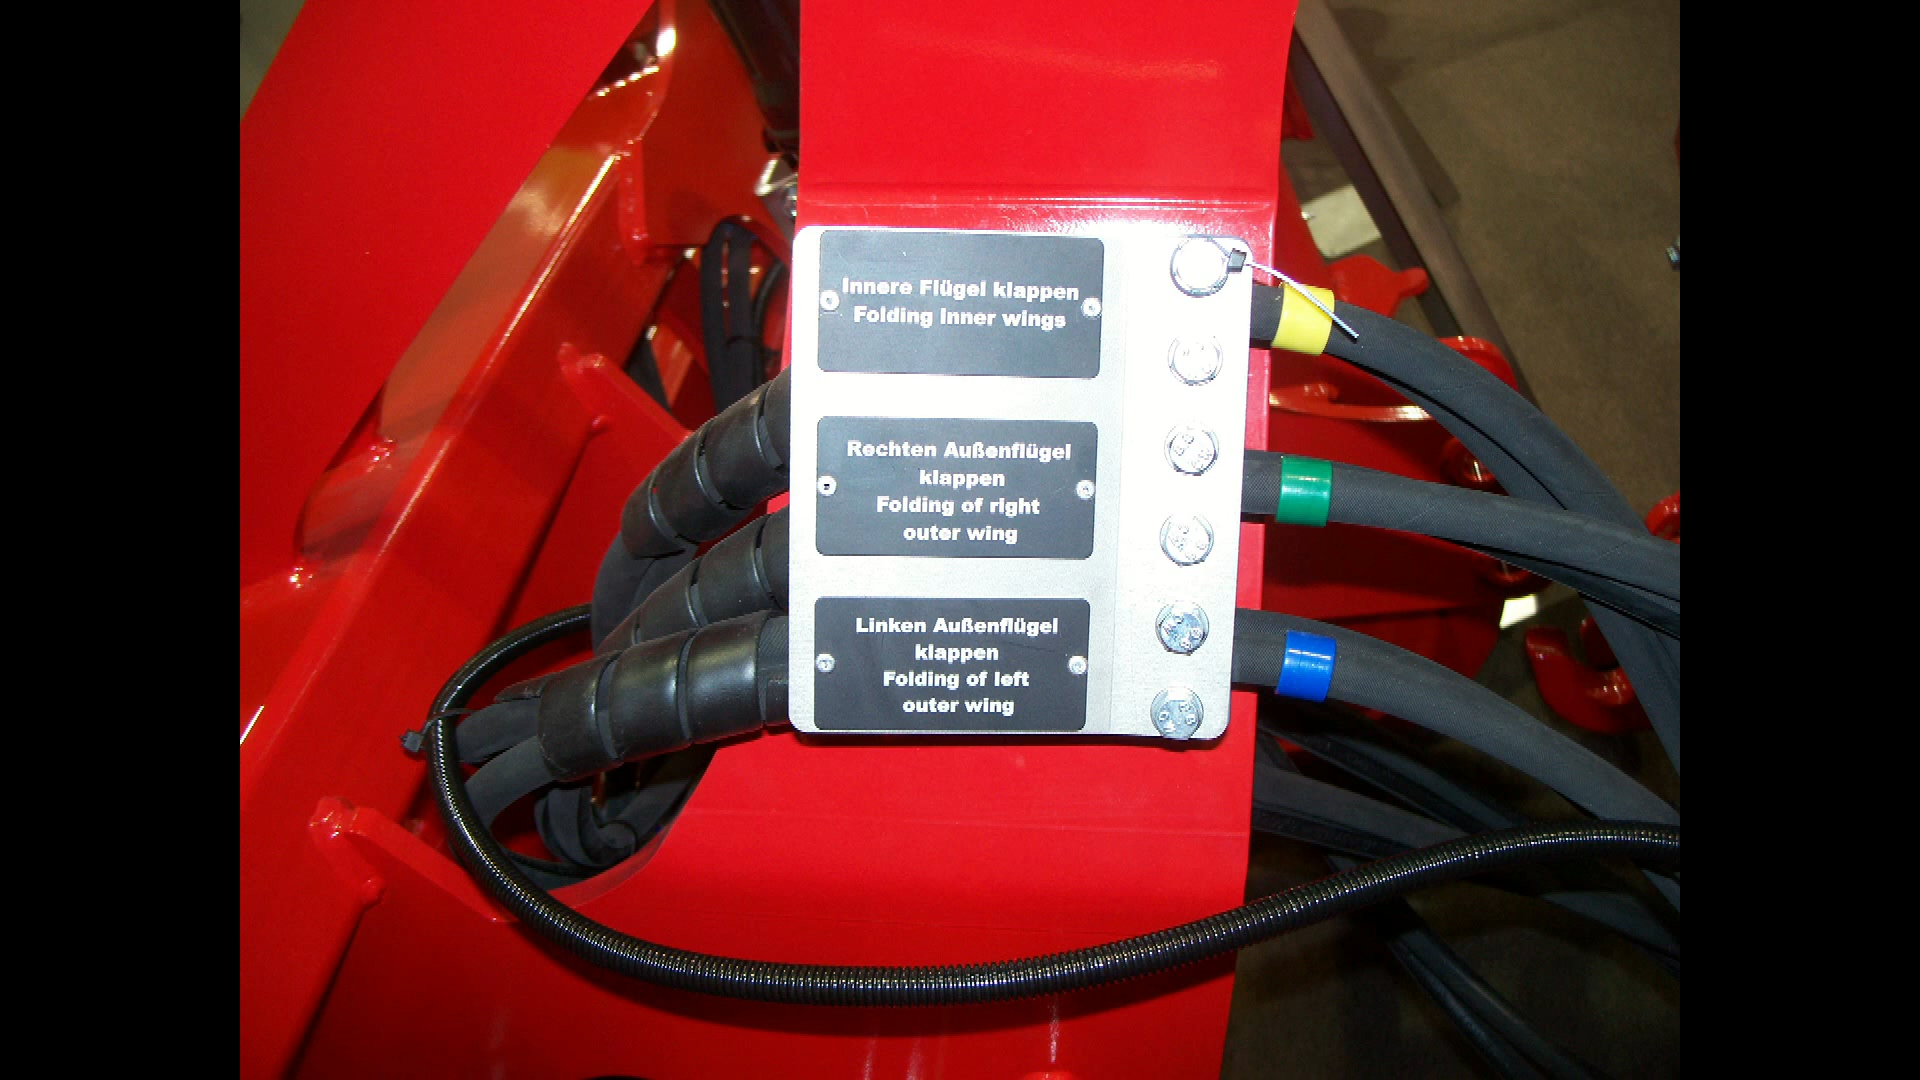 Innere Flügel klappen
Folding inner wings
Rechten Außenflügel
klappen
Folding of right
outer wing
Linken Außenflügel
klappen
Folding of left
outer wing